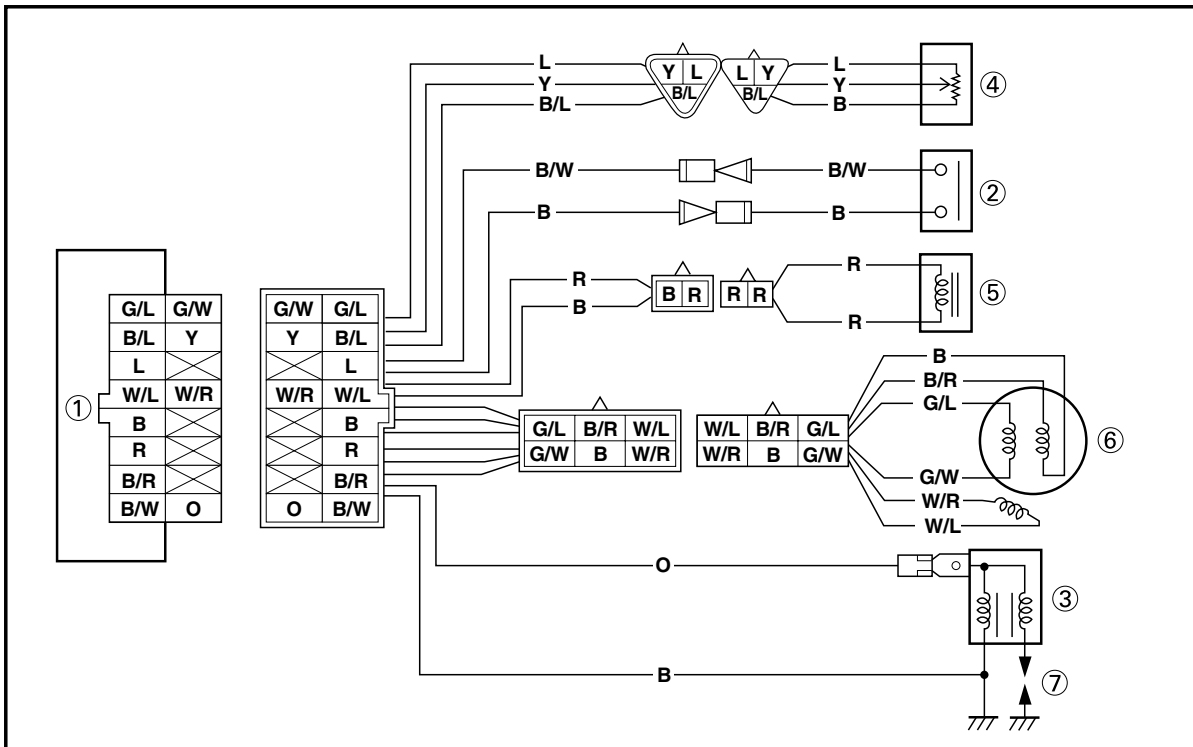 L Y L L Y L
Y Y
B/L B/L B/L B
④
B/W B/W
②
B B
R B R R R R
B R
⑤
G/L G/W G/W G/L
B/L Y Y B/L
L L
W/L W/R W/R W/L
① B B
R R
B/R B/R
B/W O O B/W
G/L B/R W/L W/L B/R G/L
G/W B W/R W/R B G/W
B
B/R
G/L
⑥
G/W
W/R
W/L
O
③
B
⑦